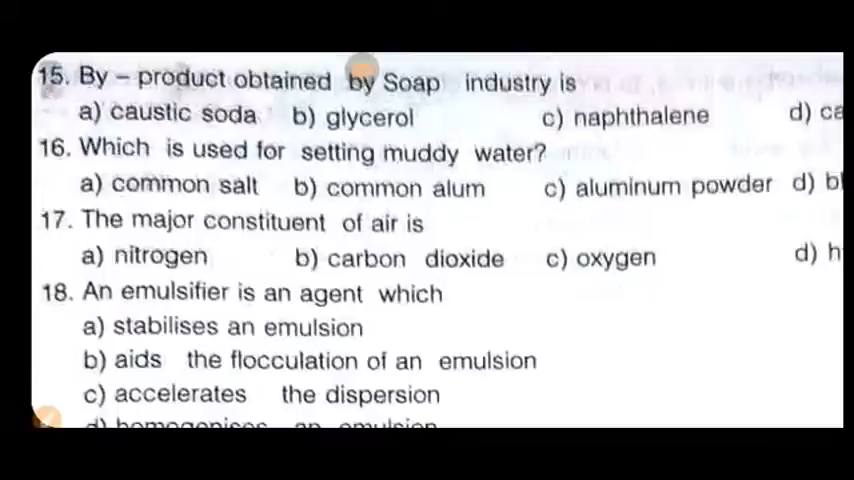 15. By – product obtained by Soap industry is
a) caustic soda b) glycerol c) naphthalene d) ca
16. Which is used for setting muddy water?
a) common salt b) common alum c) aluminum powder d) bl
17. The major constituent of air is
a) nitrogen b) carbon dioxide c) oxygen d) h
18. An emulsifier is an agent which
a) stabilises an emulsion
b) aids the flocculation of an emulsion
c) accelerates the dispersion
d) homogenises an emulsion